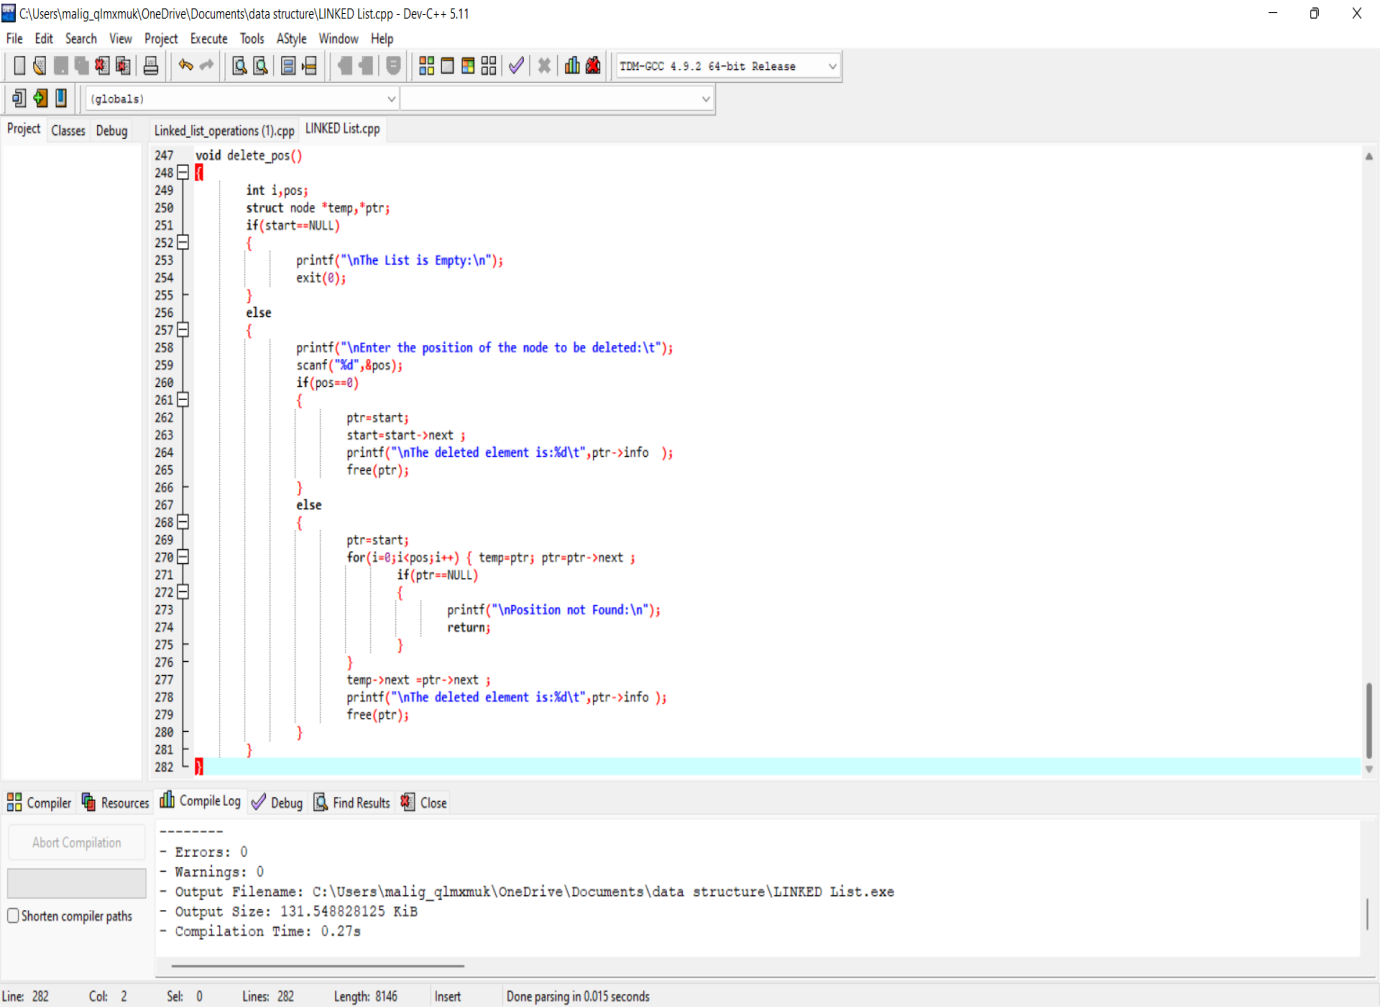 C:\Users\malig_qlmxmuk\OneDrive\Documents\data structure\LINKED List.cpp - Dev-C++ 5.11
File Edit Search View Project Execute Tools AStyle Window Help
TDM-GCC 4.9.2 64-bit Release
(globals)
Project Classes Debug Linked_list_operations (1).cpp LINKED List.cpp
247 void delete_pos()
248 {
249 int i,pos;
250 struct node *temp,*ptr;
251 if(start==NULL)
252 {
253 printf("\nThe List is Empty:\n");
254 exit(0);
255 }
256 else
257 {
258 printf("\nEnter the position of the node to be deleted:\t");
259 scanf("%d",&pos);
260 if(pos==0)
261 {
262 ptr=start;
263 start=start->next ;
264 printf("\nThe deleted element is:%d\t",ptr->info  );
265 free(ptr);
266 }
267 else
268 {
269 ptr=start;
270 for(i=0;i<pos;i++) { temp=ptr; ptr=ptr->next ;
271 if(ptr==NULL)
272 {
273 printf("\nPosition not Found:\n");
274 return;
275 }
276 }
277 temp->next =ptr->next ;
278 printf("\nThe deleted element is:%d\t",ptr->info );
279 free(ptr);
280 }
281 }
282 }
Compiler Resources Compile Log Debug Find Results Close
Abort Compilation
Shorten compiler paths
--------
- Errors: 0
- Warnings: 0
- Output Filename: C:\Users\malig_qlmxmuk\OneDrive\Documents\data structure\LINKED List.exe
- Output Size: 131.548828125 KiB
- Compilation Time: 0.27s
Line: 282 Col: 2 Sel: 0 Lines: 282 Length: 8146 Insert Done parsing in 0.015 seconds